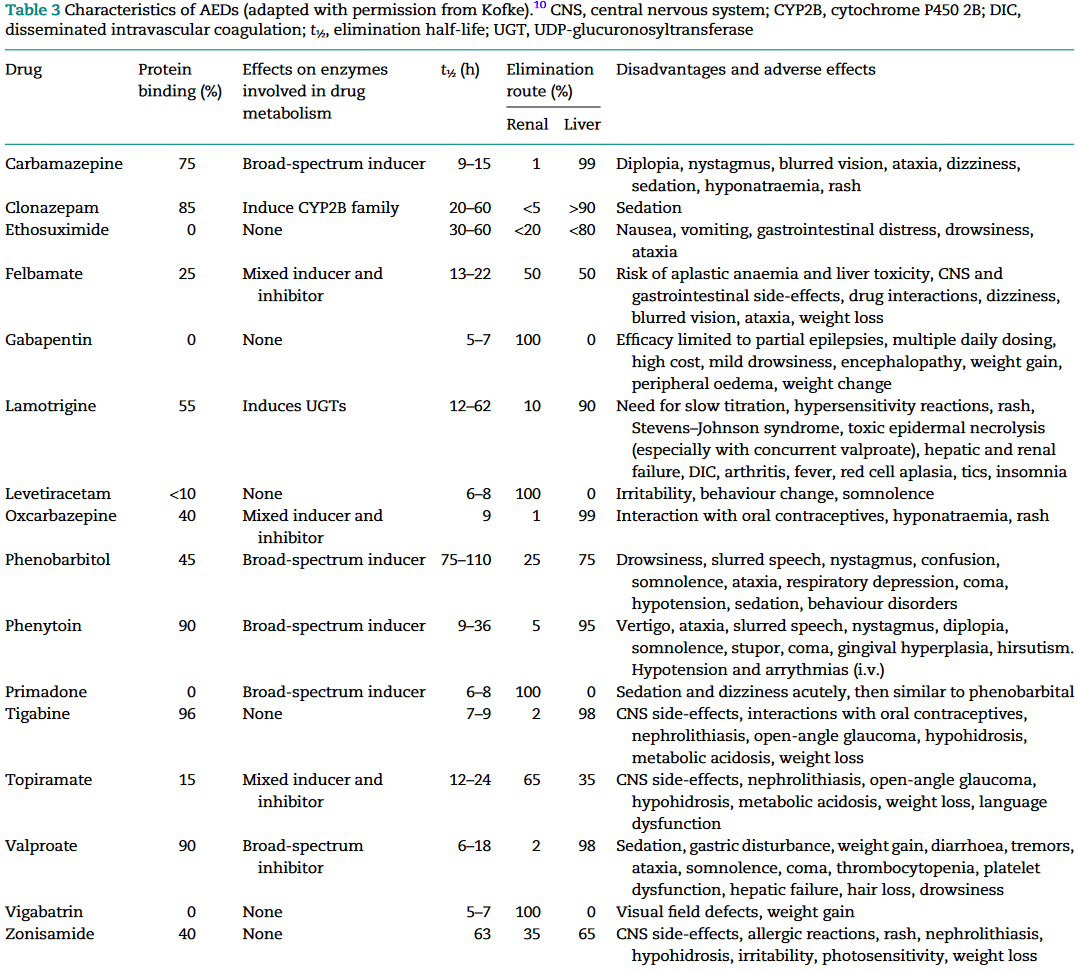 Table 3 Characteristics of AEDs (adapted with permission from Kofke).10 CNS, central nervous system; CYP2B, cytochrome P450 2B; DIC,
disseminated intravascular coagulation; t½, elimination half-life; UGT, UDP-glucuronosyltransferase
Drug Protein Effects on enzymes t½ (h) Elimination Disadvantages and adverse effects
binding (%) involved in drug route (%)
metabolism
Renal Liver
Carbamazepine 75 Broad-spectrum inducer 9–15 1 99 Diplopia, nystagmus, blurred vision, ataxia, dizziness,
sedation, hyponatraemia, rash
Clonazepam 85 Induce CYP2B family 20–60 <5 >90 Sedation
Ethosuximide 0 None 30–60 <20 <80 Nausea, vomiting, gastrointestinal distress, drowsiness,
ataxia
Felbamate 25 Mixed inducer and 13–22 50 50 Risk of aplastic anaemia and liver toxicity, CNS and
inhibitor gastrointestinal side-effects, drug interactions, dizziness,
blurred vision, ataxia, weight loss
Gabapentin 0 None 5–7 100 0 Efficacy limited to partial epilepsies, multiple daily dosing,
high cost, mild drowsiness, encephalopathy, weight gain,
peripheral oedema, weight change
Lamotrigine 55 Induces UGTs 12–62 10 90 Need for slow titration, hypersensitivity reactions, rash,
Stevens–Johnson syndrome, toxic epidermal necrolysis
(especially with concurrent valproate), hepatic and renal
failure, DIC, arthritis, fever, red cell aplasia, tics, insomnia
Levetiracetam <10 None 6–8 100 0 Irritability, behaviour change, somnolence
Oxcarbazepine 40 Mixed inducer and 9 1 99 Interaction with oral contraceptives, hyponatraemia, rash
inhibitor
Phenobarbitol 45 Broad-spectrum inducer 75–110 25 75 Drowsiness, slurred speech, nystagmus, confusion,
somnolence, ataxia, respiratory depression, coma,
hypotension, sedation, behaviour disorders
Phenytoin 90 Broad-spectrum inducer 9–36 5 95 Vertigo, ataxia, slurred speech, nystagmus, diplopia,
somnolence, stupor, coma, gingival hyperplasia, hirsutism.
Hypotension and arrythmias (i.v.)
Primadone 0 Broad-spectrum inducer 6–8 100 0 Sedation and dizziness acutely, then similar to phenobarbital
Tigabine 96 None 7–9 2 98 CNS side-effects, interactions with oral contraceptives,
nephrolithiasis, open-angle glaucoma, hypohidrosis,
metabolic acidosis, weight loss
Topiramate 15 Mixed inducer and 12–24 65 35 CNS side-effects, nephrolithiasis, open-angle glaucoma,
inhibitor hypohidrosis, metabolic acidosis, weight loss, language
dysfunction
Valproate 90 Broad-spectrum 6–18 2 98 Sedation, gastric disturbance, weight gain, diarrhoea, tremors,
inhibitor ataxia, somnolence, coma, thrombocytopenia, platelet
dysfunction, hepatic failure, hair loss, drowsiness
Vigabatrin 0 None 5–7 100 0 Visual field defects, weight gain
Zonisamide 40 None 63 35 65 CNS side-effects, allergic reactions, rash, nephrolithiasis,
hypohidrosis, irritability, photosensitivity, weight loss